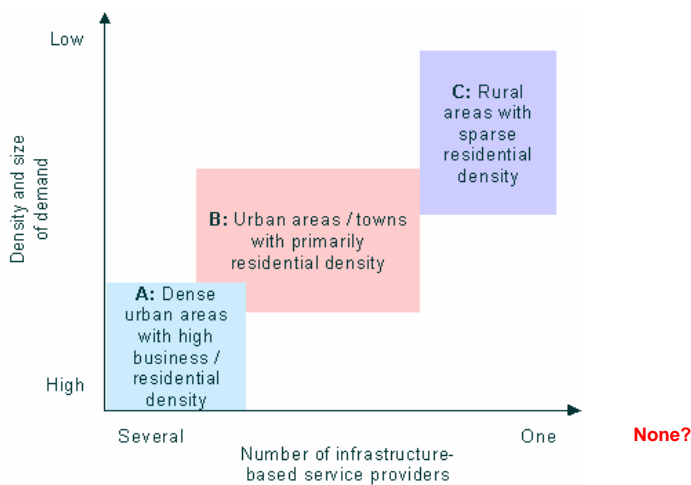 Low
C: Rural
areas with
sparse
residential
density
Density and size
of demand
B: Urban areas / towns
with primarily
residential density
A: Dense
urban areas
with high
business /
residential
density
High
Several
One
None?
Number of infrastructure-
based service providers